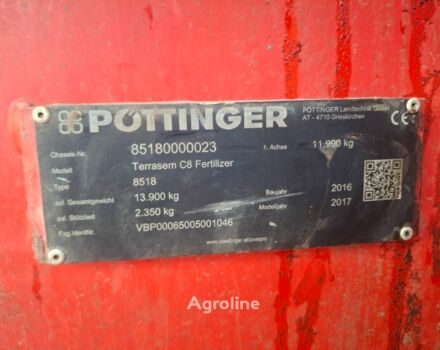 PÖTTINGER
PÖTTINGER Landtechnik GmbH
AT - 4710 Grieskirchen
CE
Chassis-Nr. 85180000023 1. Achse 11.990 kg
Modell Terrasem C8 Fertilizer
Type 8518
zul. Gesamtgewicht 13.900 kg Baujahr 2016
zul. Stützlast 2.350 kg Modelljahr 2017
Fzg.Identnr. VBP00065005001046
www.poettinger.at/poetpro
Agroline